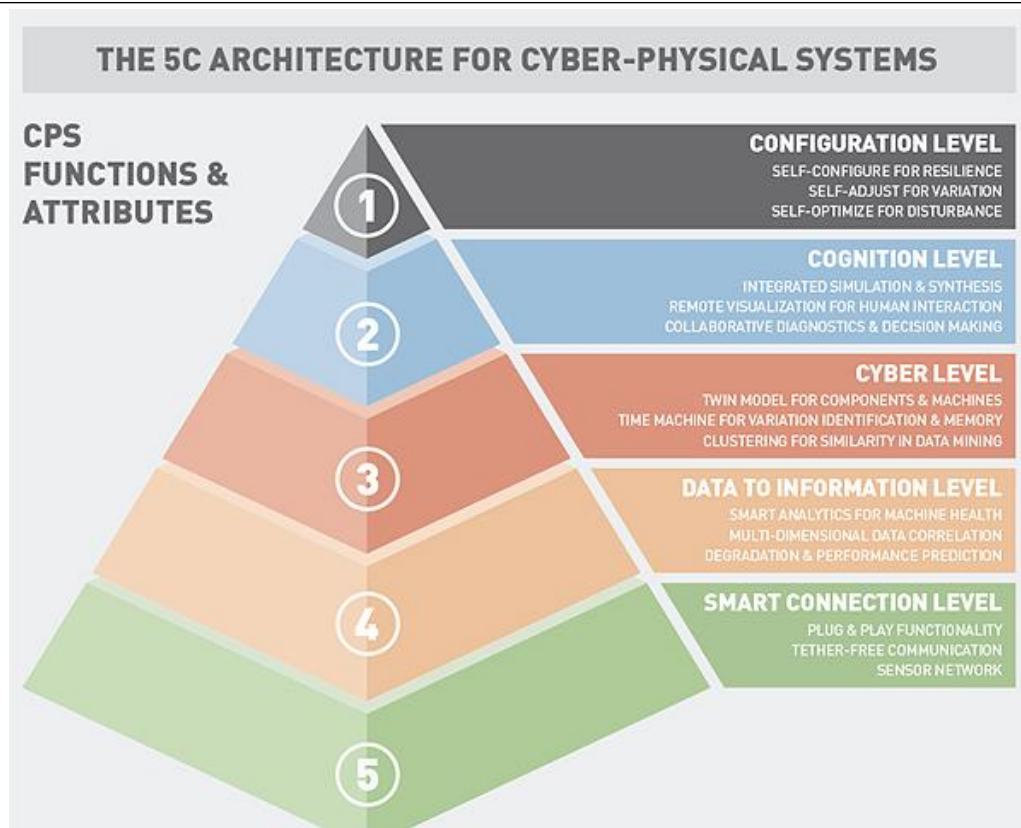 THE 5C ARCHITECTURE FOR CYBER-PHYSICAL SYSTEMS
CPS
FUNCTIONS &
ATTRIBUTES
1
CONFIGURATION LEVEL
SELF-CONFIGURE FOR RESILIENCE
SELF-ADJUST FOR VARIATION
SELF-OPTIMIZE FOR DISTURBANCE
2
COGNITION LEVEL
INTEGRATED SIMULATION & SYNTHESIS
REMOTE VISUALIZATION FOR HUMAN INTERACTION
COLLABORATIVE DIAGNOSTICS & DECISION MAKING
3
CYBER LEVEL
TWIN MODEL FOR COMPONENTS & MACHINES
TIME MACHINE FOR VARIATION IDENTIFICATION & MEMORY
CLUSTERING FOR SIMILARITY IN DATA MINING
4
DATA TO INFORMATION LEVEL
SMART ANALYTICS FOR MACHINE HEALTH
MULTI-DIMENSIONAL DATA CORRELATION
DEGRADATION & PERFORMANCE PREDICTION
5
SMART CONNECTION LEVEL
PLUG & PLAY FUNCTIONALITY
TETHER-FREE COMMUNICATION
SENSOR NETWORK